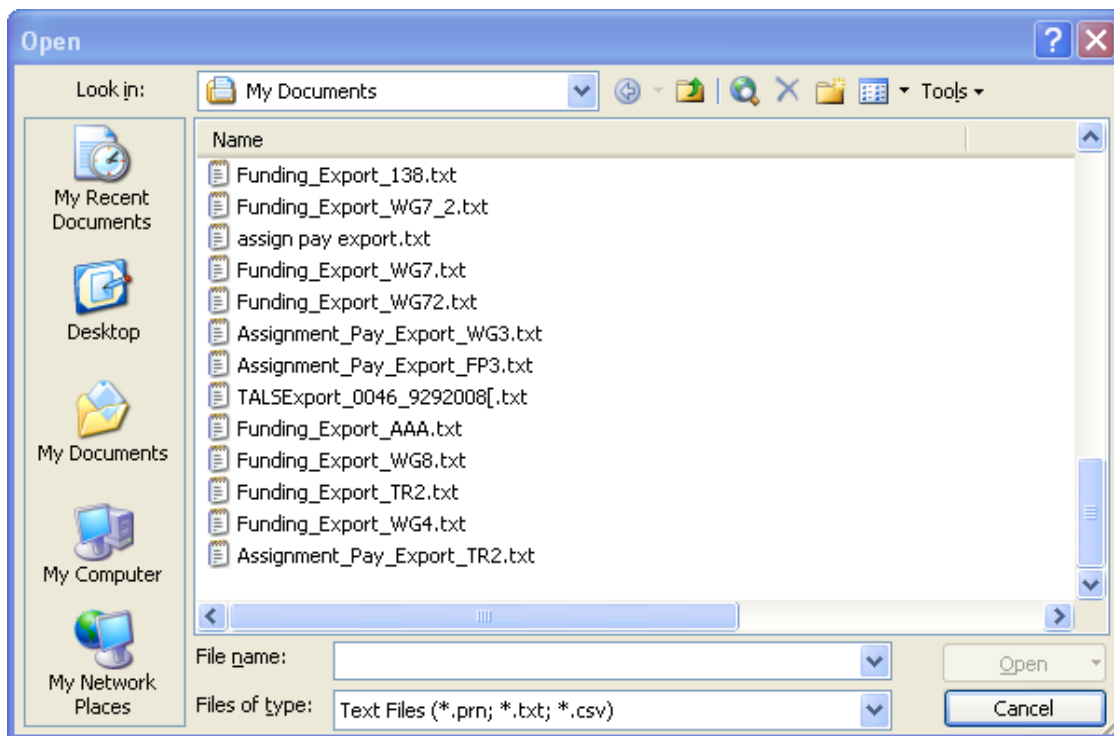 Open
Look in:
My Documents
Tools
Name
My Recent
Documents
Desktop
My Documents
My Computer
My Network
Places
Funding_Export_138.txt
Funding_Export_WG7_2.txt
assign pay export.txt
Funding_Export_WG7.txt
Funding_Export_WG72.txt
Assignment_Pay_Export_WG3.txt
Assignment_Pay_Export_FP3.txt
TALSExport_0046_9292008[.txt
Funding_Export_AAA.txt
Funding_Export_WG8.txt
Funding_Export_TR2.txt
Funding_Export_WG4.txt
Assignment_Pay_Export_TR2.txt
File name:
Open
Files of type:
Text Files (*.prn; *.txt; *.csv)
Cancel